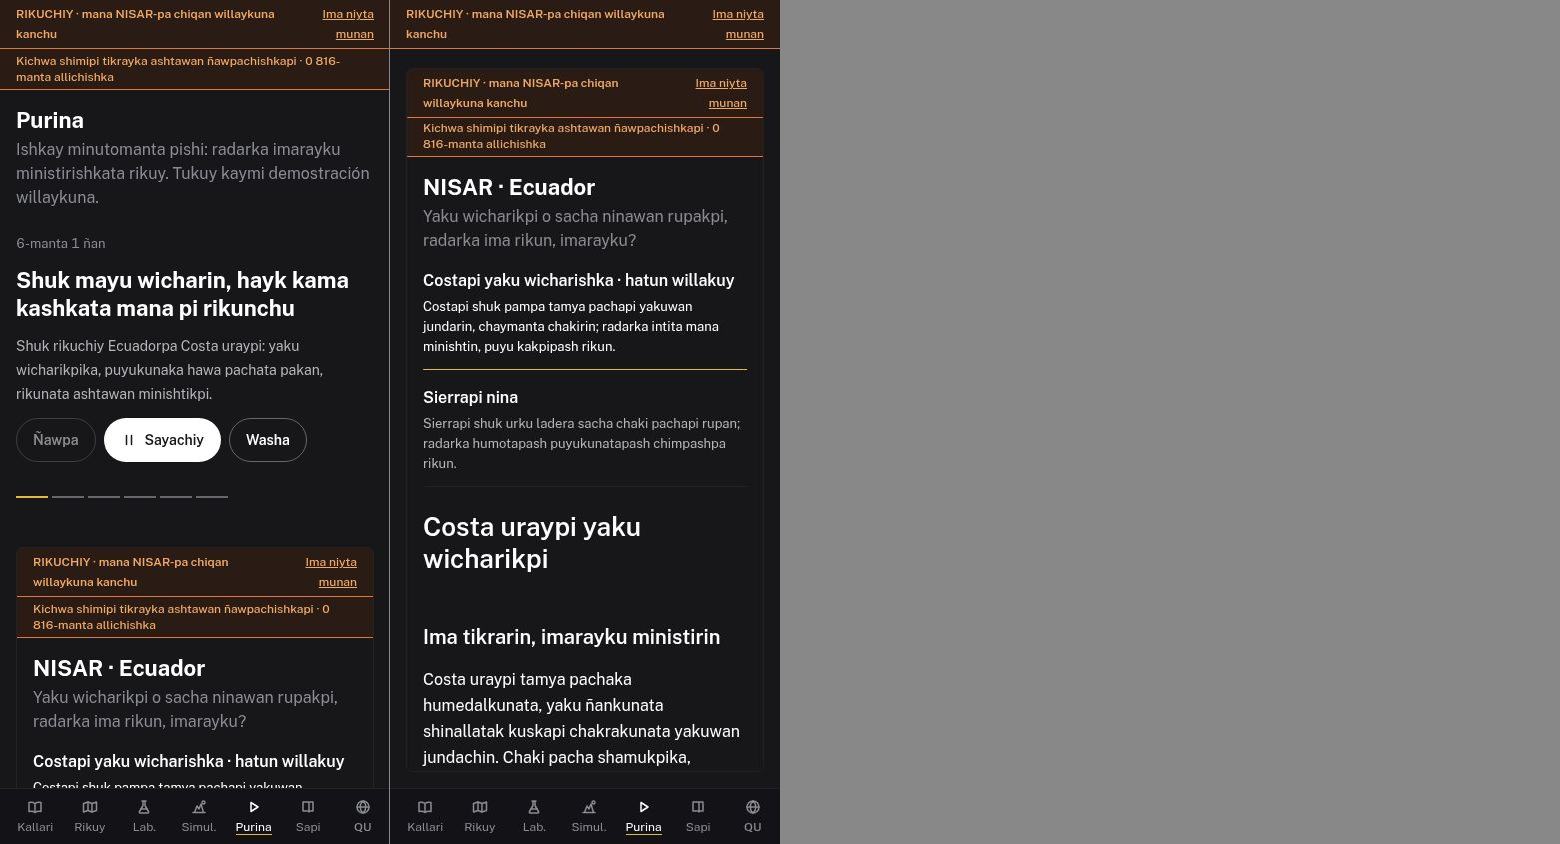 RIKUCHIY · mana NISAR-pa chiqan willaykuna
kanchu
Ima niyta
munan
Kichwa shimipi tikrayka ashtawan ñawpachishkapi · 0 816-
manta allichishka
Purina
Ishkay minutomanta pishi: radarka imarayku
ministirishkata rikuy. Tukuy kaymi demostración
willaykuna.
6-manta 1 ñan
Shuk mayu wicharin, hayk kama
kashkata mana pi rikunchu
Shuk rikuchiy Ecuadorpa Costa uraypi: yaku
wicharikpika, puyukunaka hawa pachata pakan,
rikunata ashtawan minishtikpi.
Ñawpa
Sayachiy
Washa
RIKUCHIY · mana NISAR-pa chiqan
willaykuna kanchu
Ima niyta
munan
Kichwa shimipi tikrayka ashtawan ñawpachishkapi · 0
816-manta allichishka
NISAR · Ecuador
Yaku wicharikpi o sacha ninawan rupakpi,
radarka ima rikun, imarayku?
Costapi yaku wicharishka · hatun willakuy
Costapi shuk pampa tamya pachapi yakuwan
Kallari
Rikuy
Lab.
Simul.
Purina
Sapi
QU
RIKUCHIY · mana NISAR-pa chiqan willaykuna
kanchu
Ima niyta
munan
RIKUCHIY · mana NISAR-pa chiqan
willaykuna kanchu
Ima niyta
munan
Kichwa shimipi tikrayka ashtawan ñawpachishkapi · 0
816-manta allichishka
NISAR · Ecuador
Yaku wicharikpi o sacha ninawan rupakpi,
radarka ima rikun, imarayku?
Costapi yaku wicharishka · hatun willakuy
Costapi shuk pampa tamya pachapi yakuwan
jundarin, chaymanta chakirin; radarka intita mana
minishtin, puyu kakpipash rikun.
Sierrapi nina
Sierrapi shuk urku ladera sacha chaki pachapi rupan;
radarka humotapash puyukunatapash chimpashpa
rikun.
Costa uraypi yaku
wicharikpi
Ima tikrarin, imarayku ministirin
Costa uraypi tamya pachaka
humedalkunata, yaku ñankunata
shinallatak kuskapi chakrakunata yakuwan
jundachin. Chaki pacha shamukpika,
Kallari
Rikuy
Lab.
Simul.
Purina
Sapi
QU